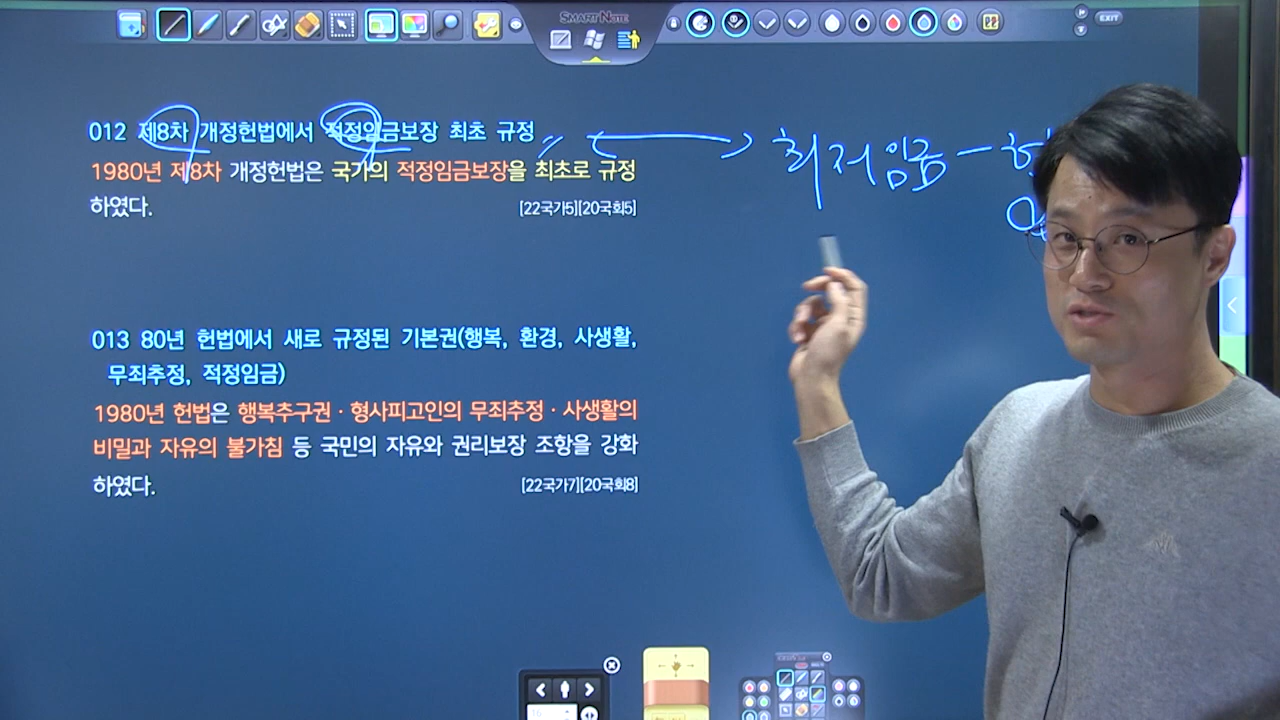 SMART NOTE
EXIT
012 제8차 개정헌법에서 적정임금보장 최초 규정
최저임금 -
1980년 제8차 개정헌법은 국가의 적정임금보장을 최초로 규정
하였다. [22국가5][20국회5]
013 80년 헌법에서 새로 규정된 기본권(행복, 환경, 사생활,
무죄추정, 적정임금)
1980년 헌법은 행복추구권·형사피고인의 무죄추정·사생활의
비밀과 자유의 불가침 등 국민의 자유와 권리보장 조항을 강화
하였다. [22국가7][20국회8]